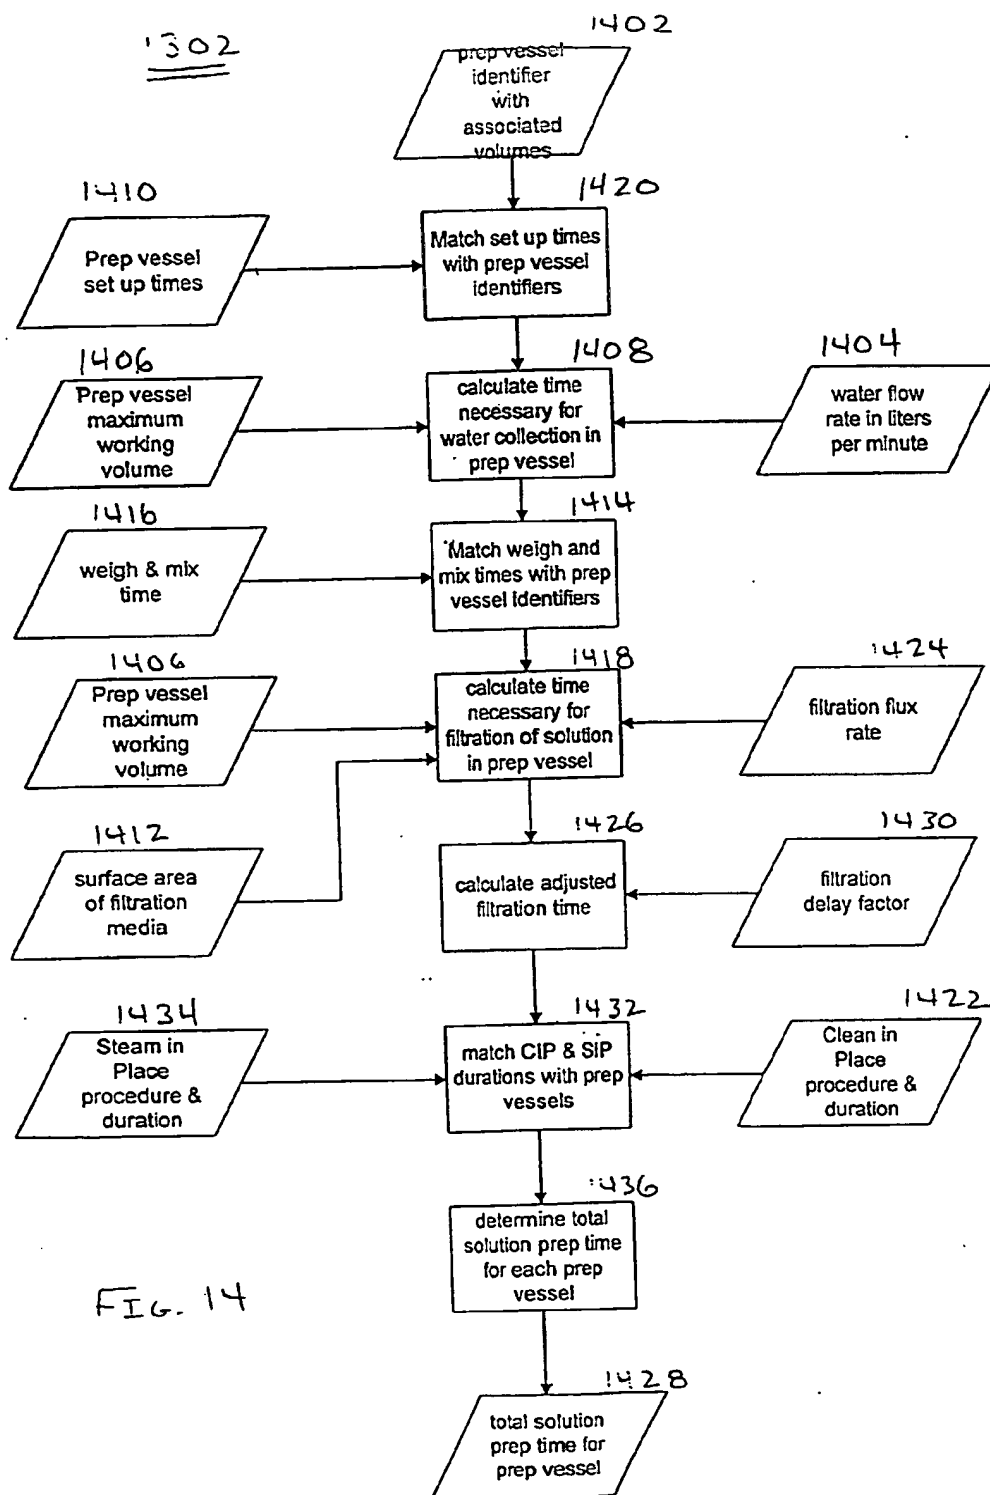 1302
1402
prep vessel
identifier
with
associated
volumes
1410
1420
Prep vessel
set up times
Match set up times
with prep vessel
identifiers
1406
1408
1404
Prep vessel
maximum
working
volume
calculate time
necessary for
water collection in
prep vessel
water flow
rate in liters
per minute
1416
1414
weigh & mix
time
Match weigh and
mix times with prep
vessel identifiers
1406
1418
1424
Prep vessel
maximum
working
volume
calculate time
necessary for
filtration of solution
in prep vessel
filtration flux
rate
1412
1426
1430
surface area
of filtration
media
calculate adjusted
filtration time
filtration
delay factor
1434
1432
1422
Steam in
Place
procedure &
duration
match CIP & SIP
durations with prep
vessels
Clean in
Place
procedure &
duration
1436
determine total
solution prep time
for each prep
vessel
FIG. 14
1428
total solution
prep time for
prep vessel